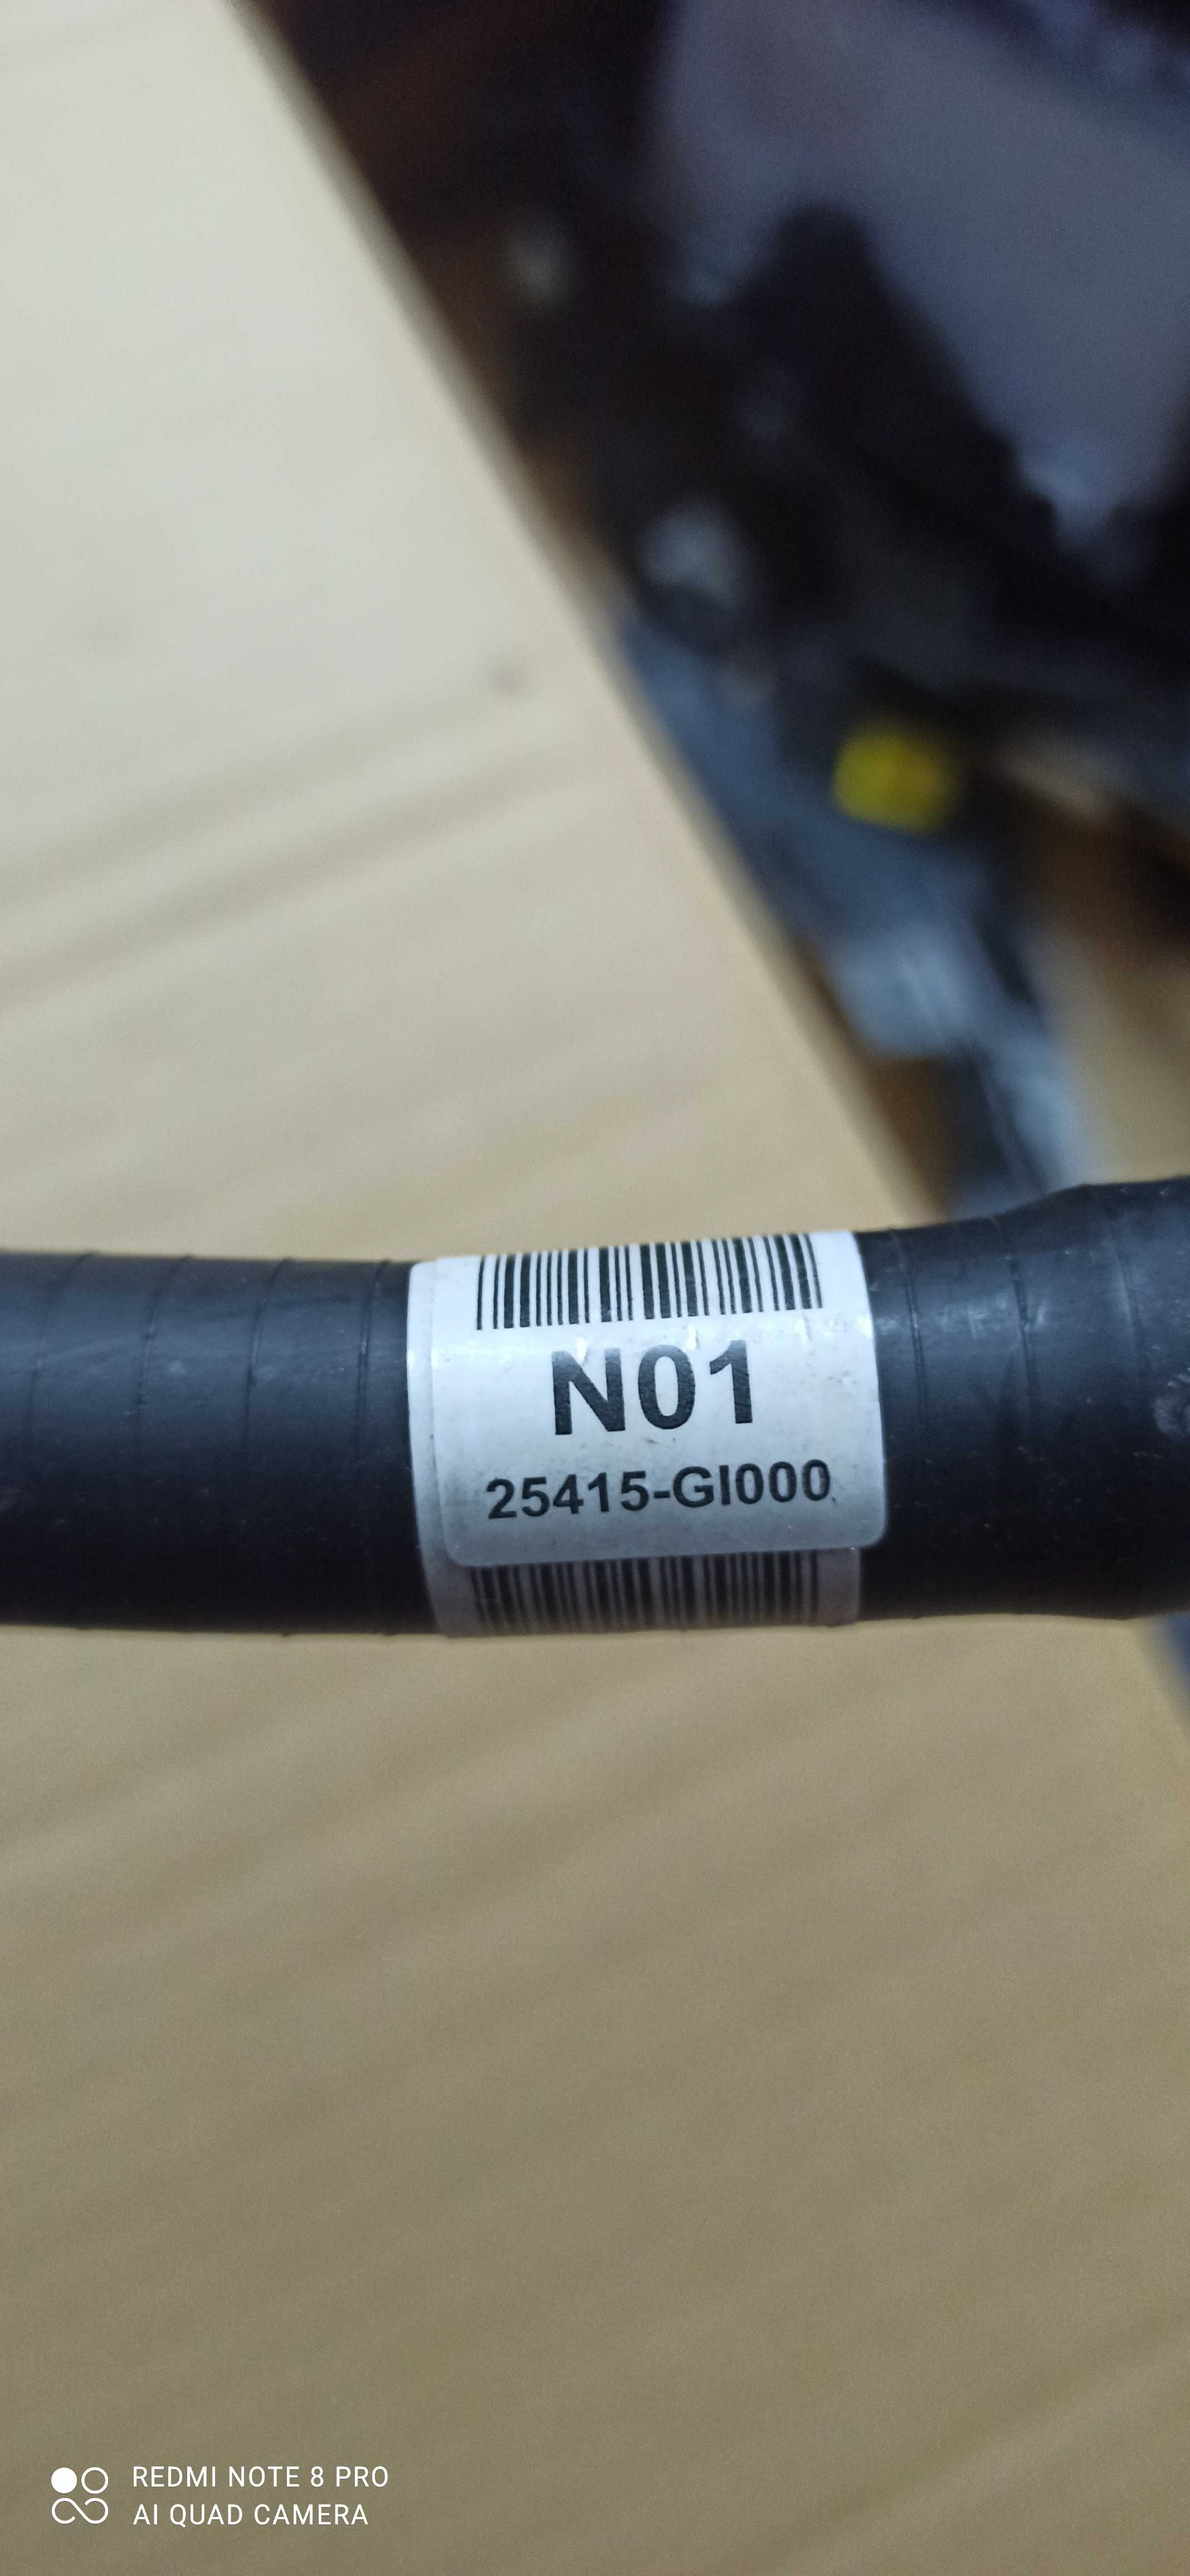 N01
25415-GI000
REDMI NOTE 8 PRO
AI QUAD CAMERA